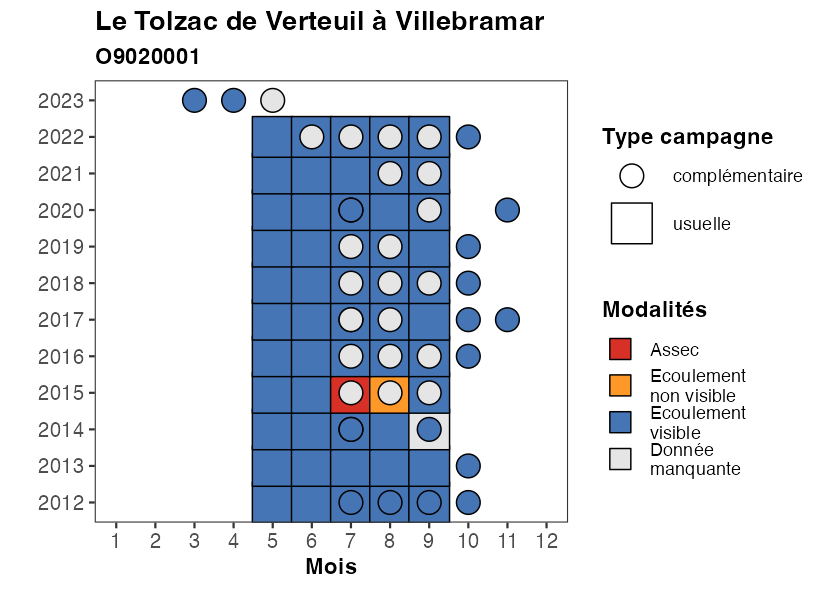 Le Tolzac de Verteuil à Villebramar
O9020001
2023
2022
2021
2020
2019
2018
2017
2016
2015
2014
2013
2012
1 2 3 4 5 6 7 8 9 10 11 12
Mois
Type campagne
complémentaire
usuelle
Modalités
Assec
Ecoulement
non visible
Ecoulement
visible
Donnée
manquante